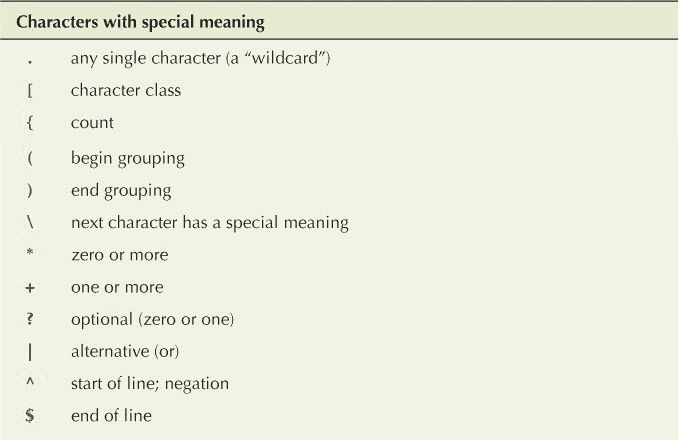 Characters with special meaning
. any single character (a “wildcard”)
[ character class
{ count
( begin grouping
) end grouping
\ next character has a special meaning
* zero or more
+ one or more
? optional (zero or one)
| alternative (or)
^ start of line; negation
$ end of line